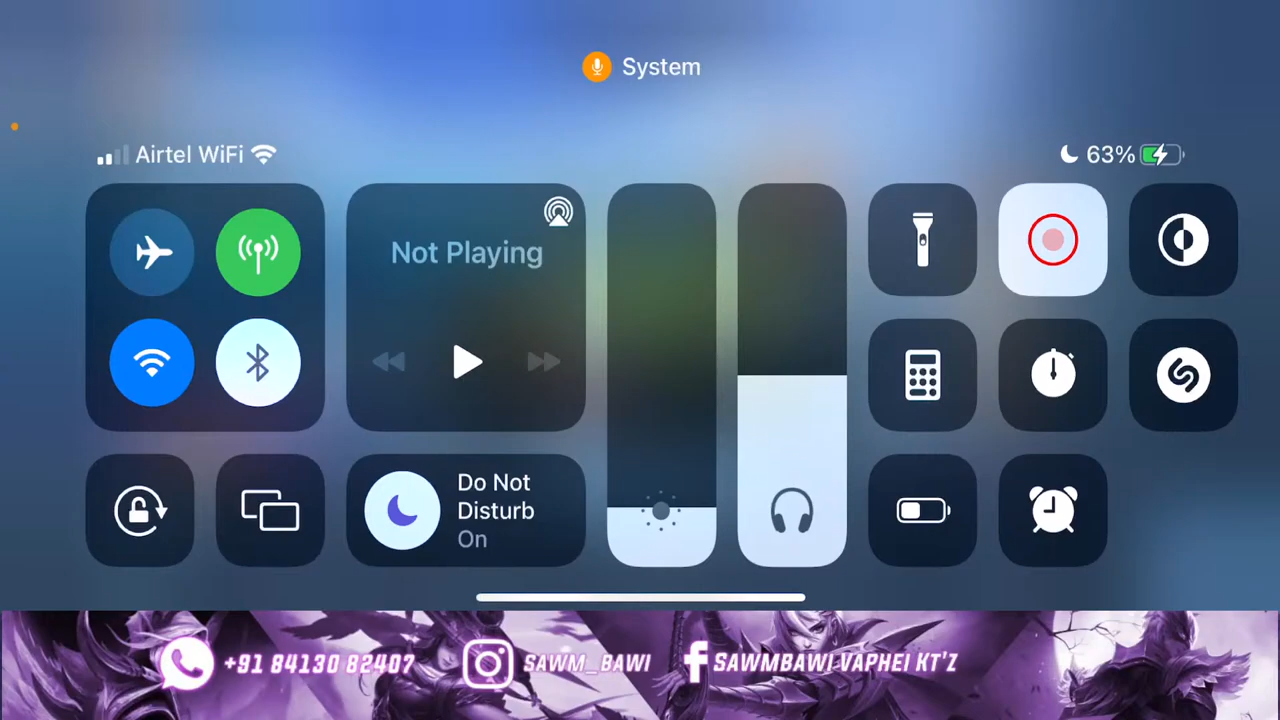 System
Airtel WiFi
63%
Not Playing
Do Not
Disturb
On
+91 84130 82407
SAWM_BAWI
SAWMBAWI VAPHEI KT'Z